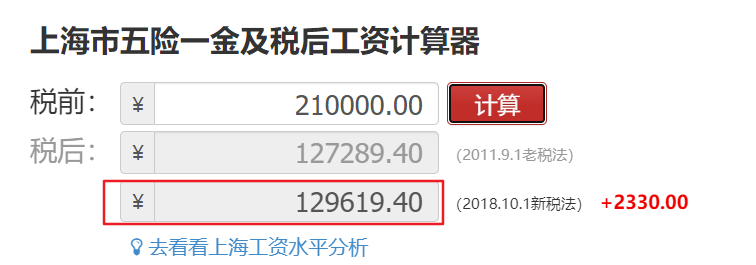 上海市五险一金及税后工资计算器
税前： ¥ 210000.00 计算
税后： ¥ 127289.40 (2011.9.1老税法)
¥ 129619.40 (2018.10.1新税法) +2330.00
去看看上海工资水平分析